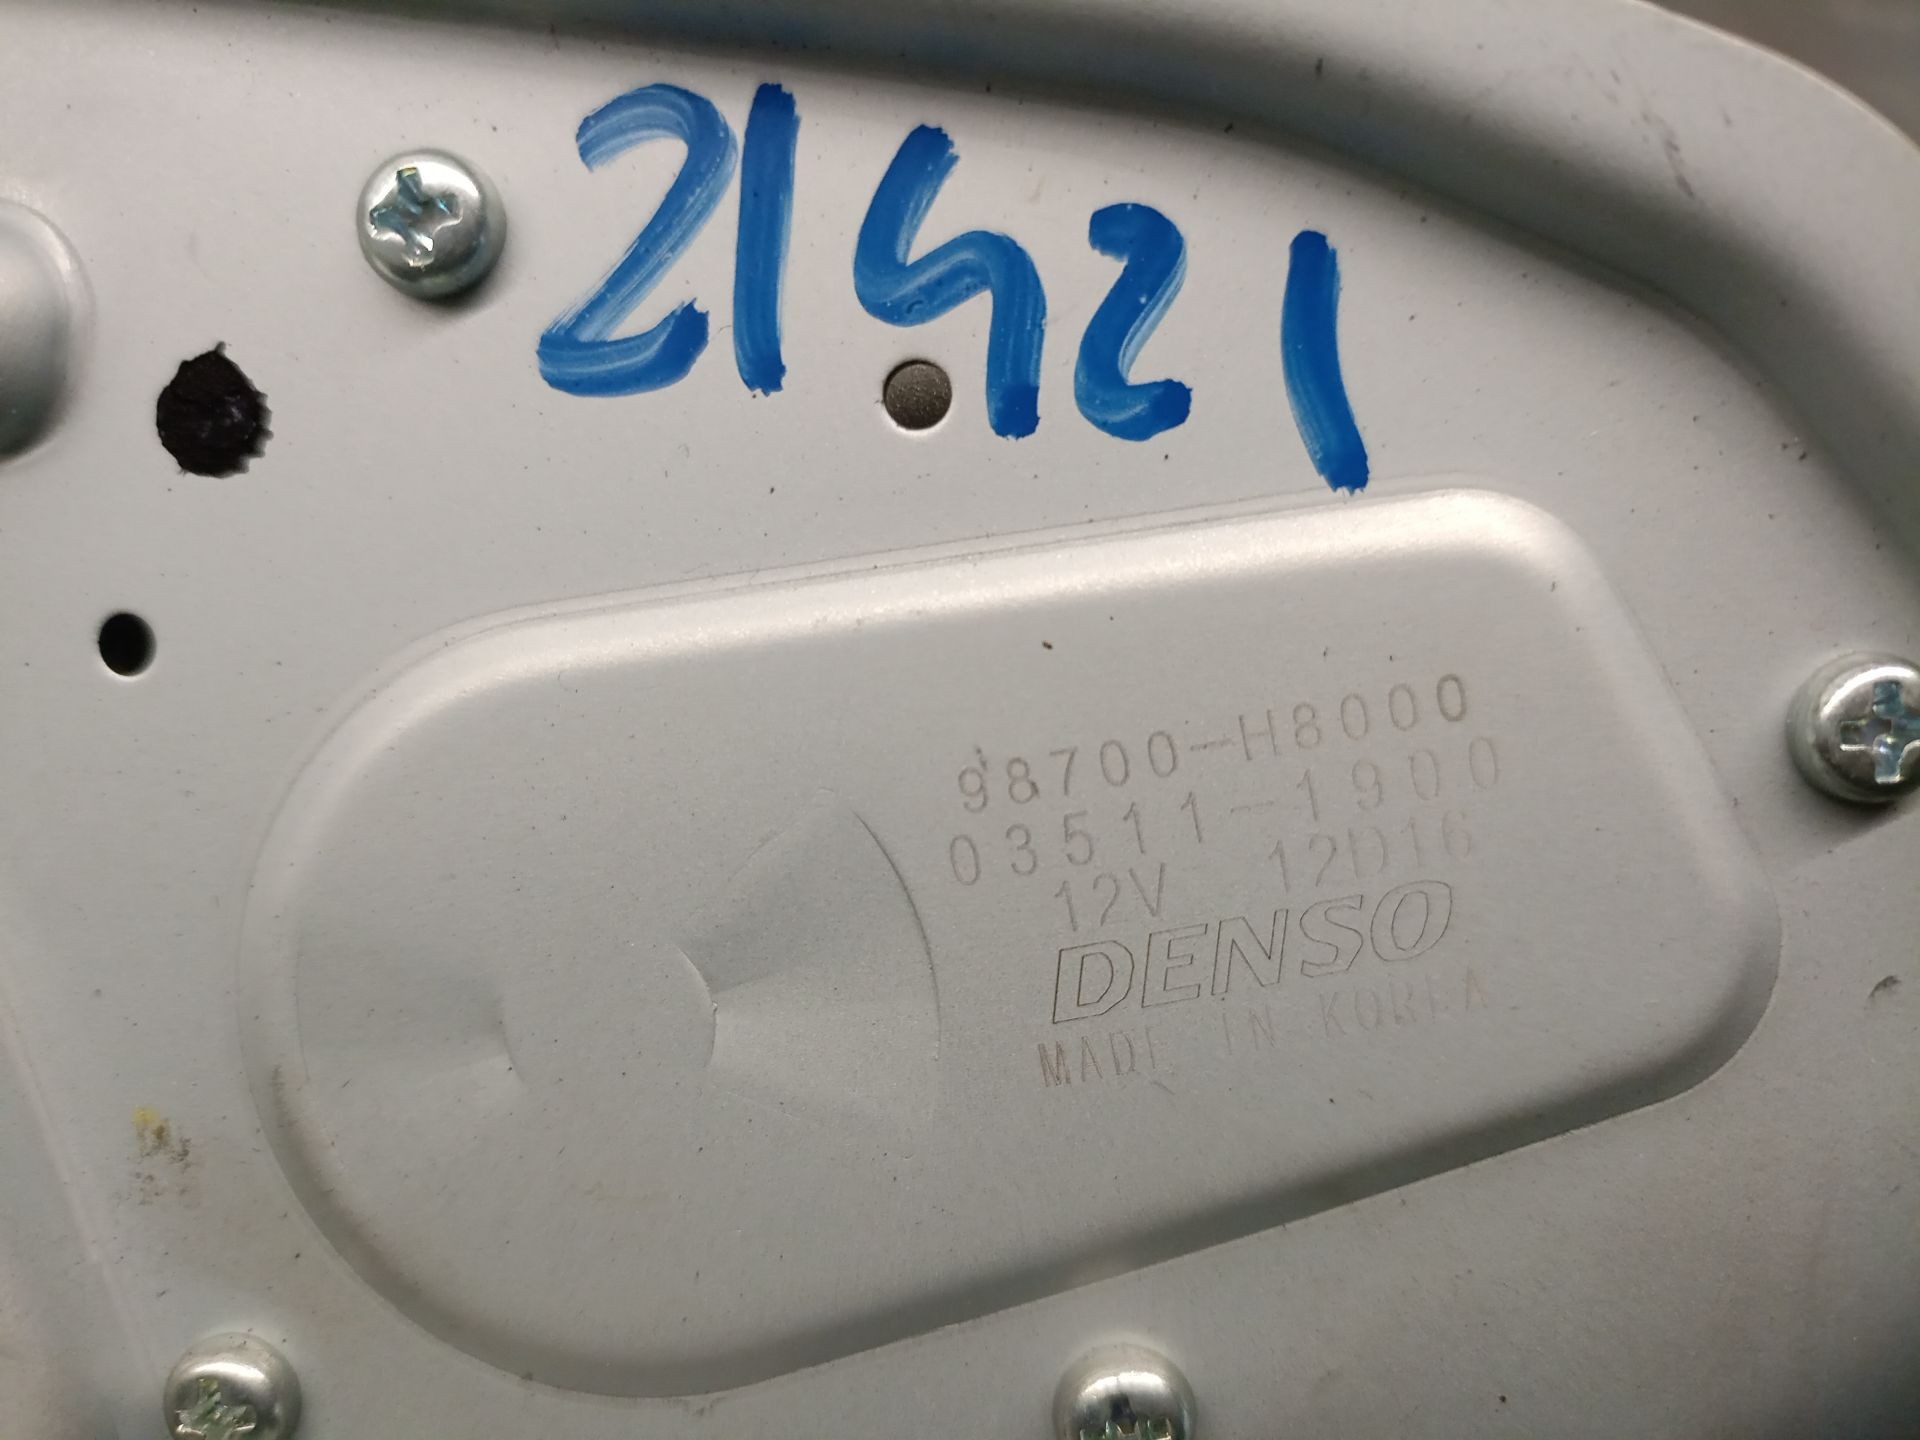 21421
98700-H8000
03511-1900
12V 12D16
DENSO
MADE IN KOREA